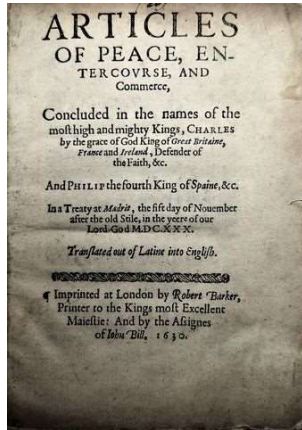 ARTICLES
OF PEACE, EN-
TERCOVRSE, AND
Commerce,
Concluded in the names of the
moſt high and mighty Kings, CHARLES
by the grace of God King of Great Britaine,
France and Ireland, Defender of
the Faith, &c.
And PHILIP the fourth King of Spaine, &c.
In a Treaty at Madrit, the fift day of Nouember
after the old Stile, in the yeere of our
Lord God M.DC.XXX.
Tranſlated out of Latine into Engliſh.
¶ Imprinted at London by Robert Barker,
Printer to the Kings moſt Excellent
Maieſtie: And by the Aſſignes
of Iohn Bill. 1630.